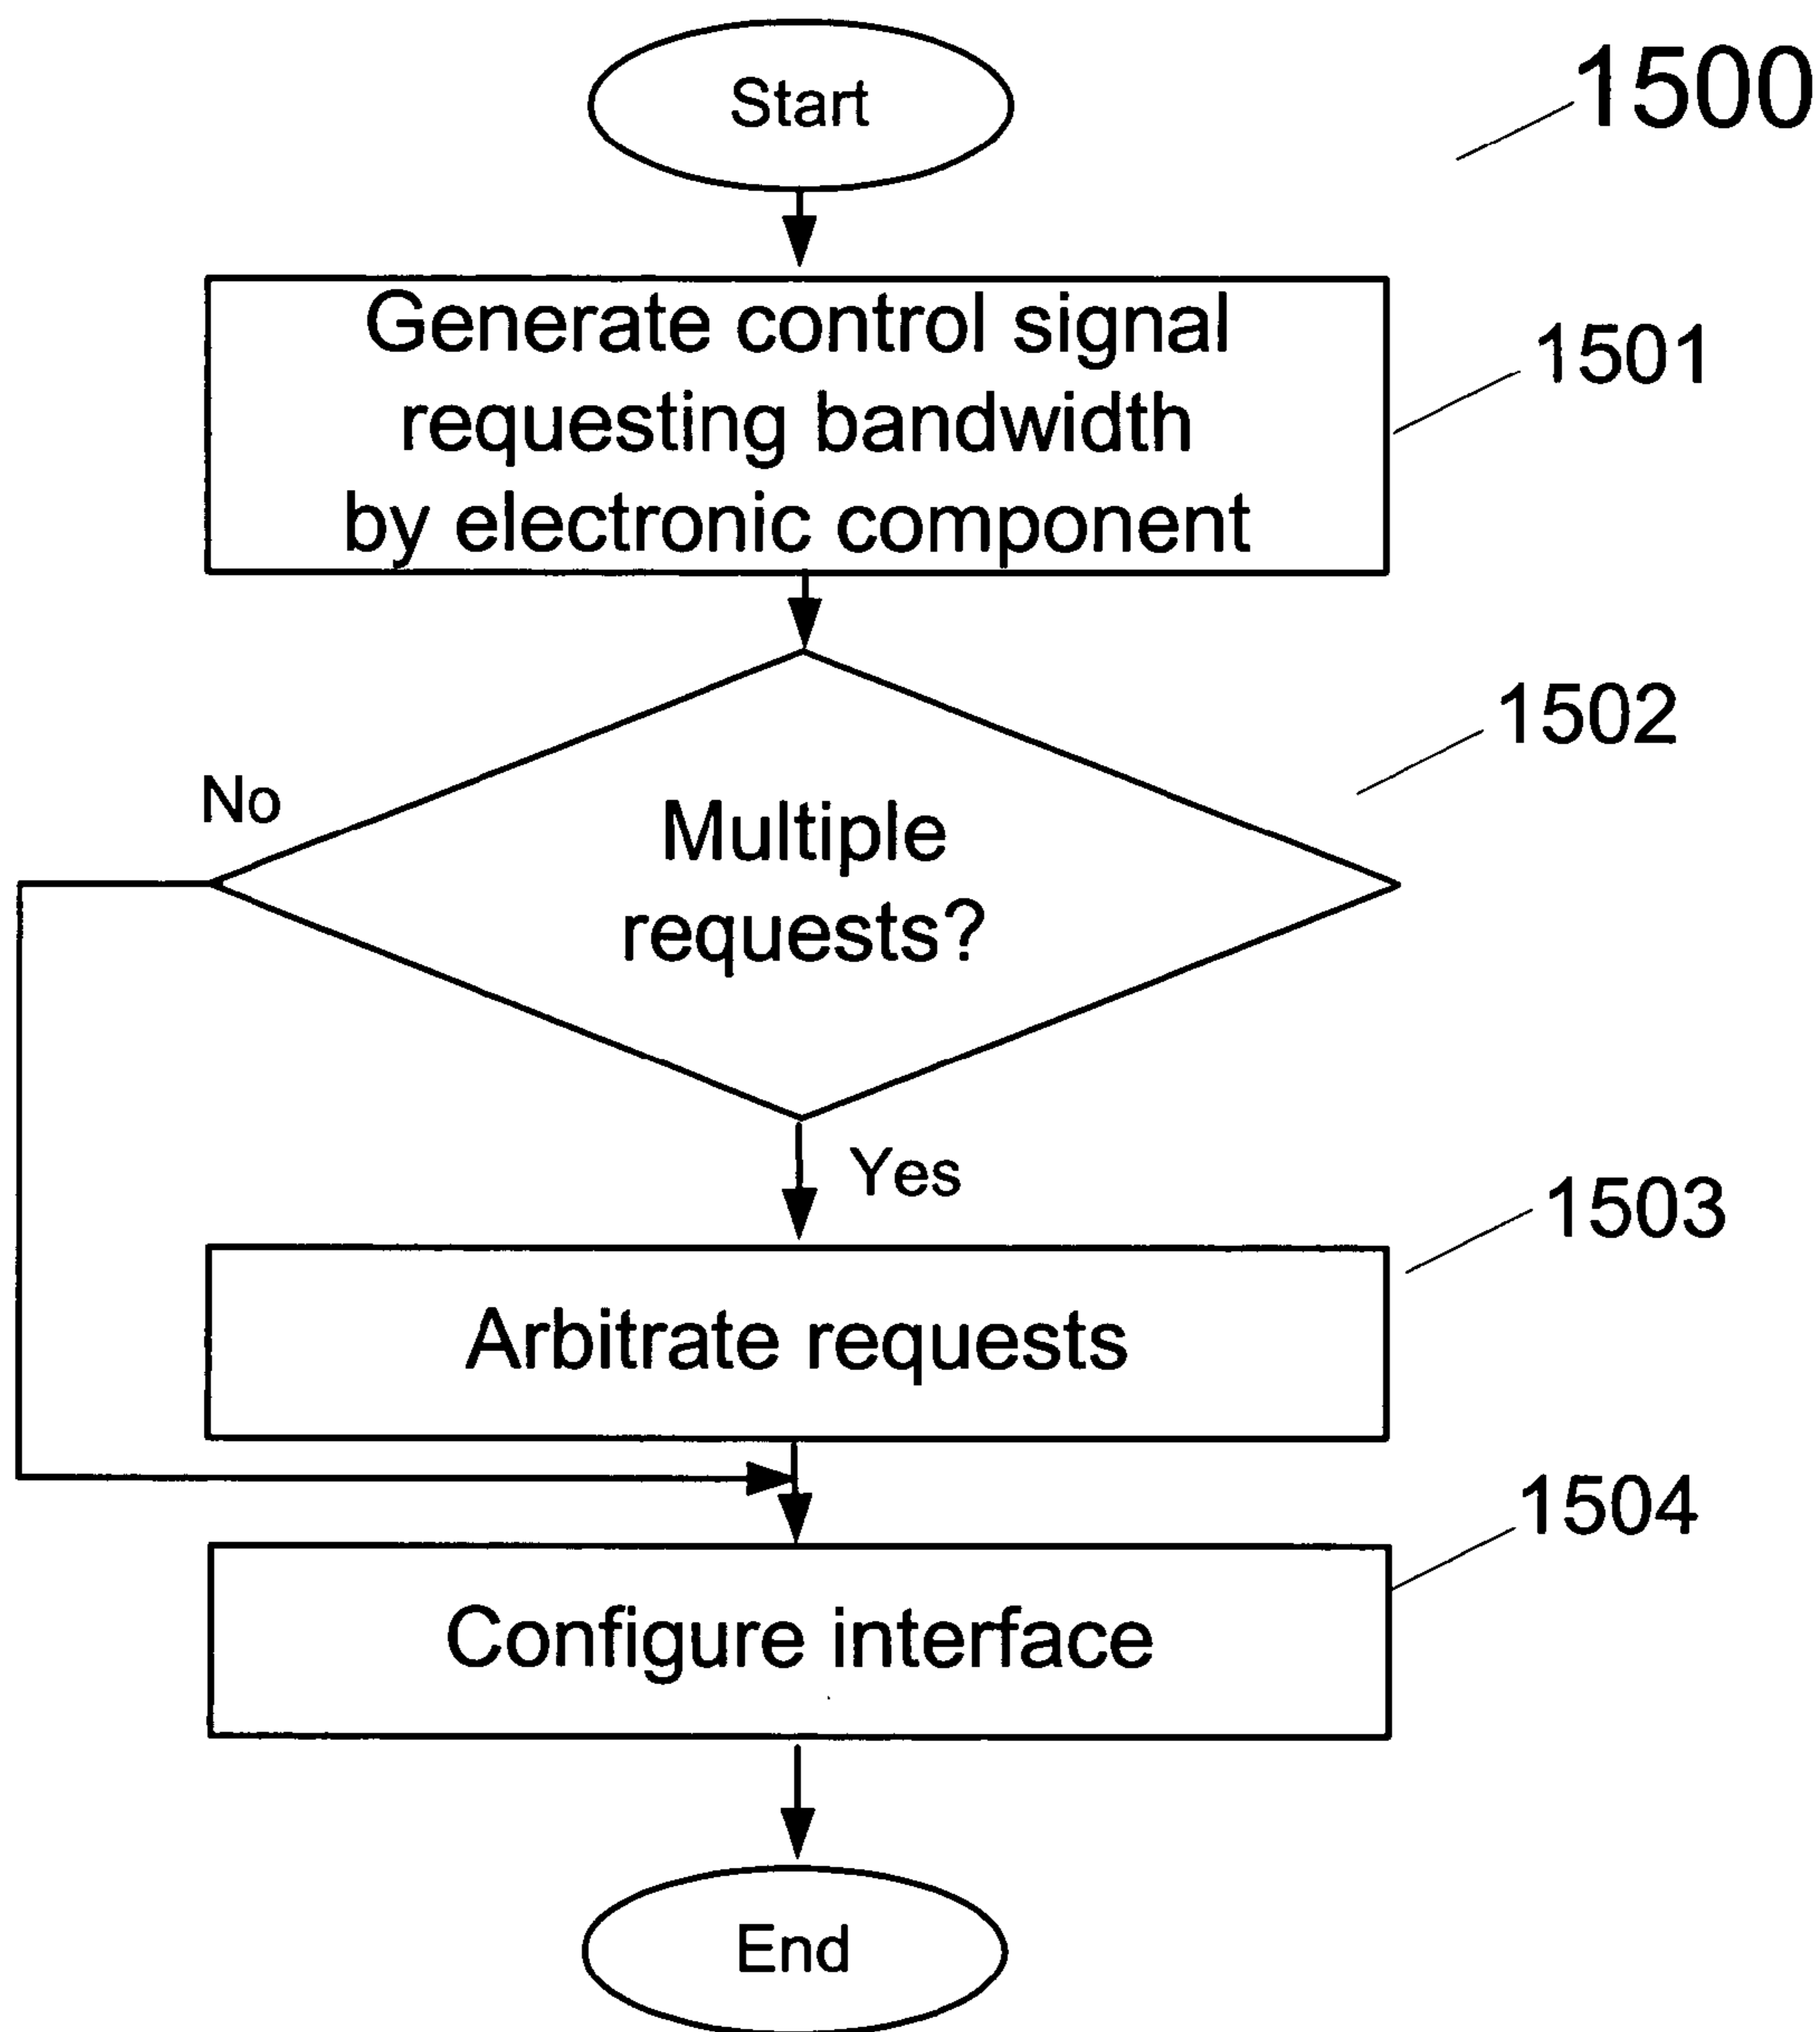 Start
1500
Generate control signal
requesting bandwidth
by electronic component
1501
1502
No
Multiple
requests?
Yes
1503
Arbitrate requests
1504
Configure interface
End